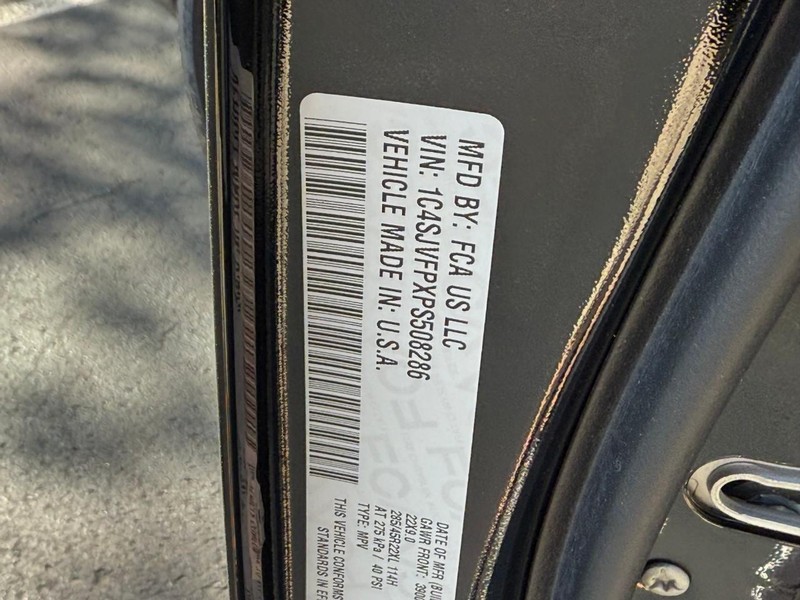 MFD BY: FCA US LLC
VIN: 1C4SJVFPXPS508286
VEHICLE MADE IN: U.S.A.
DATE OF MFR
GAWR FRONT:
22X9.0
285/45R22XL 114H
AT 275 kPa / 40 PSI
TYPE: MPV
THIS VEHICLE CONFORMS
STANDARDS IN